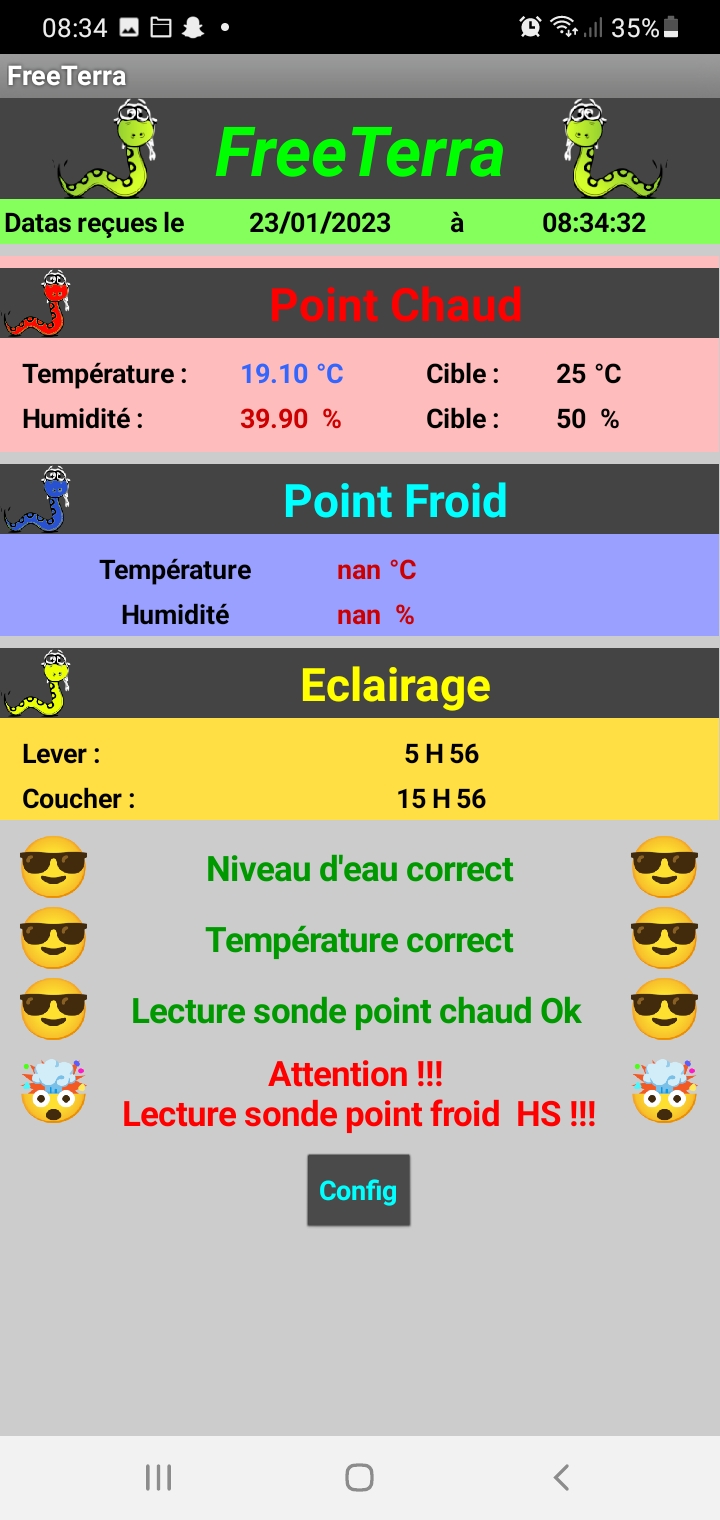 08:34 35%
FreeTerra
FreeTerra
Datas reçues le 23/01/2023 à 08:34:32
Point Chaud
Température : 19.10 °C Cible : 25 °C
Humidité : 39.90 % Cible : 50 %
Point Froid
Température nan °C
Humidité nan %
Eclairage
Lever : 5 H 56
Coucher : 15 H 56
Niveau d'eau correct
Température correct
Lecture sonde point chaud Ok
Attention !!!
Lecture sonde point froid HS !!!
Config